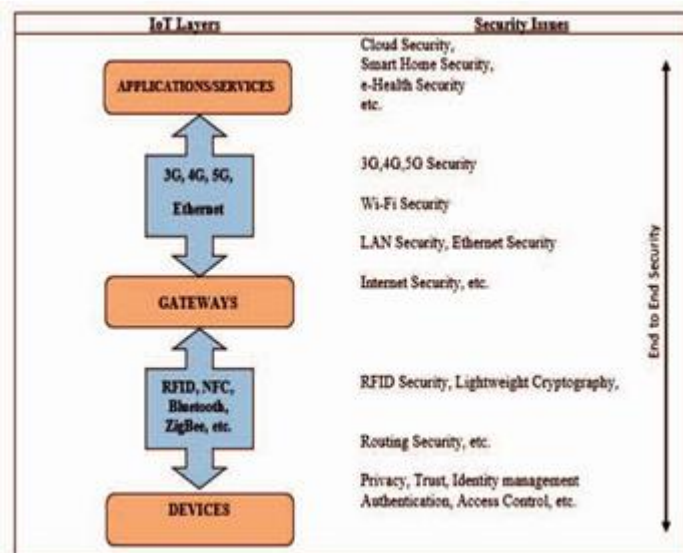 IoT Layers
Security Issues
APPLICATIONS/SERVICES
Cloud Security,
Smart Home Security,
e-Health Security
etc.
3G, 4G, 5G,
Ethernet
3G,4G,5G Security
Wi-Fi Security
LAN Security, Ethernet Security
Internet Security, etc.
GATEWAYS
RFID, NFC,
Bluetooth,
ZigBee, etc.
RFID Security, Lightweight Cryptography,
Routing Security, etc.
Privacy, Trust, Identity management
Authentication, Access Control, etc.
DEVICES
End to End Security